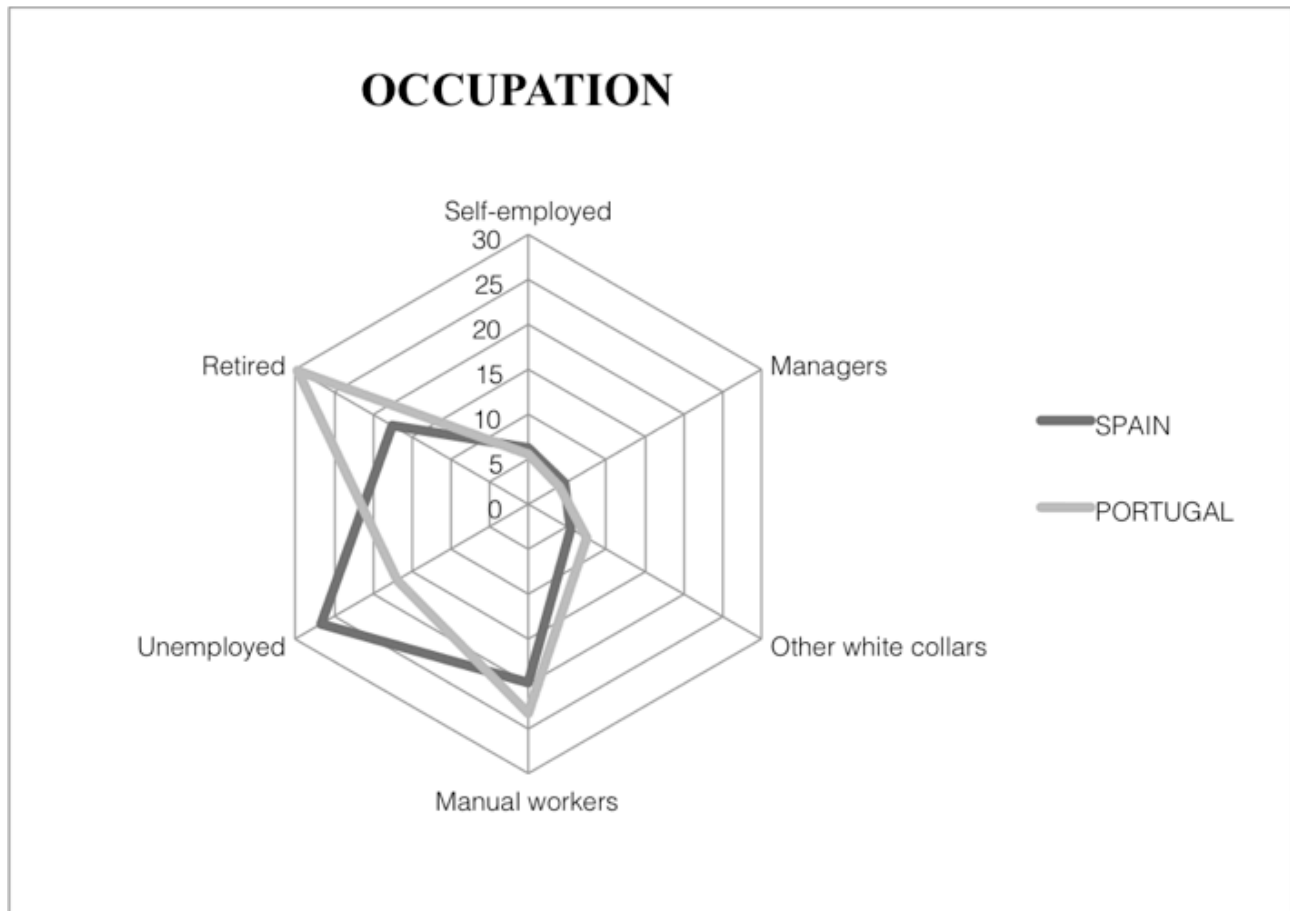 OCCUPATION
Self-employed
30
25
20
15
10
5
0
Retired
Managers
Unemployed
Other white collars
Manual workers
SPAIN
PORTUGAL